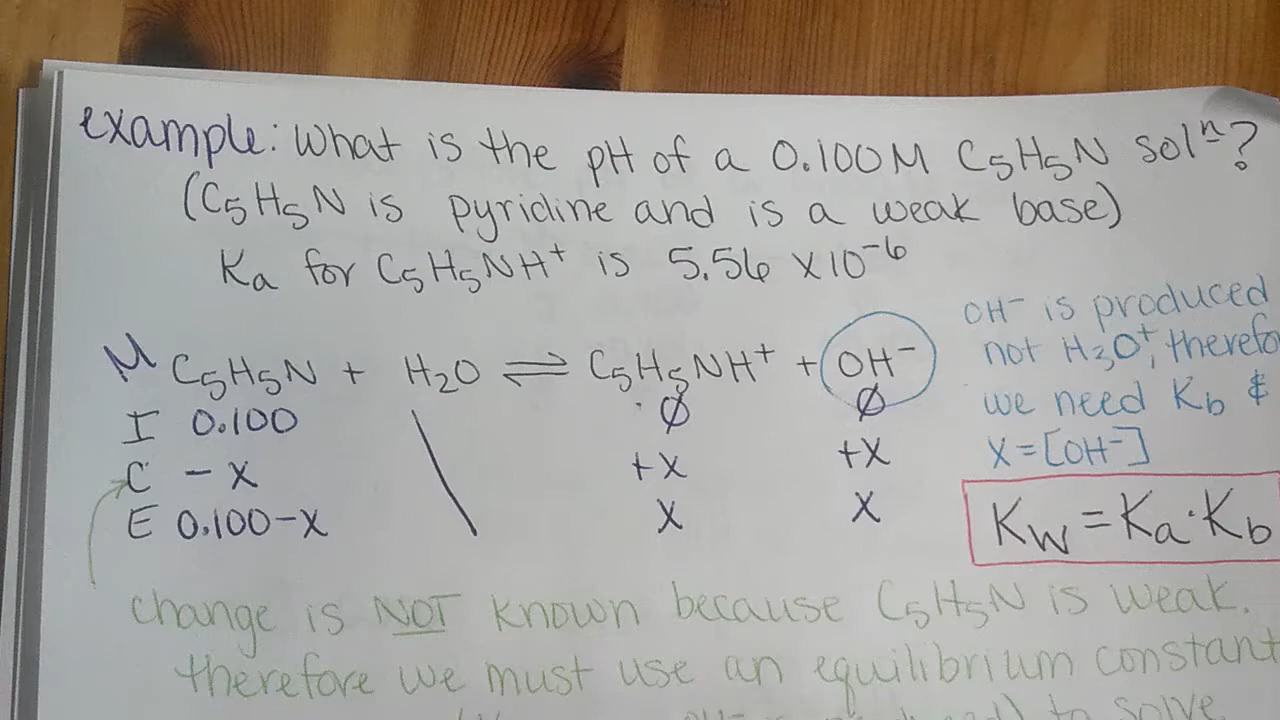 example: What is the pH of a 0.100M C5H5N solⁿ?
(C5H5N is pyridine and is a weak base)
Ka for C5H5NH⁺ is 5.56 x10⁻⁶
M C5H5N + H2O ⇌ C5H5NH⁺ + OH⁻
I 0.100 Ø Ø
C - x +x +x
E 0.100-x x x
OH⁻ is produced
not H3O⁺, therefo
we need Kb &
x=[OH⁻]
Kw = Ka·Kb
change is NOT known because C5H5N is weak.
therefore we must use an equilibrium constant
to solve